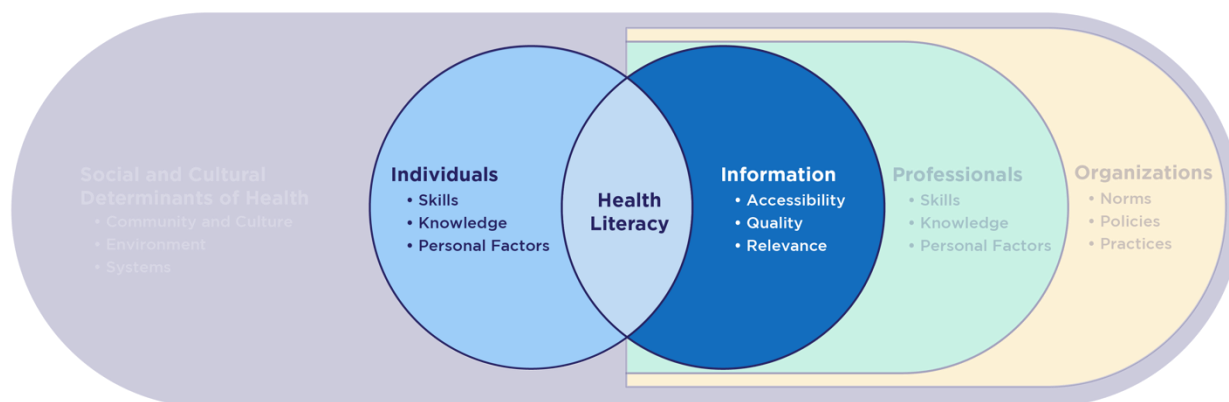 Social and Cultural
Determinants of Health
• Community and Culture
• Environment
• Systems
Individuals
• Skills
• Knowledge
• Personal Factors
Health
Literacy
Information
• Accessibility
• Quality
• Relevance
Professionals
• Skills
• Knowledge
• Personal Factors
Organizations
• Norms
• Policies
• Practices